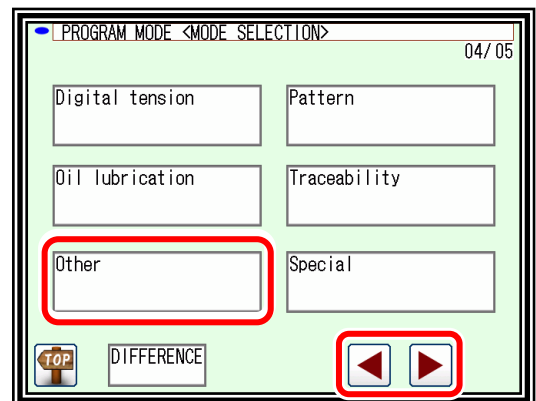 PROGRAM MODE <MODE SELECTION>
04/05
Digital tension
Pattern
Oil lubrication
Traceability
Other
Special
TOP
DIFFERENCE